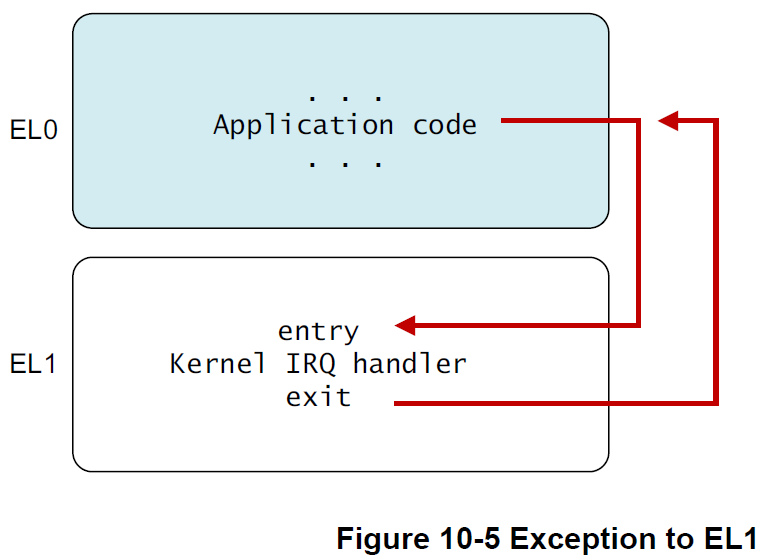 . . .
EL0
Application code
. . .
entry
EL1
Kernel IRQ handler
exit
Figure 10-5 Exception to EL1